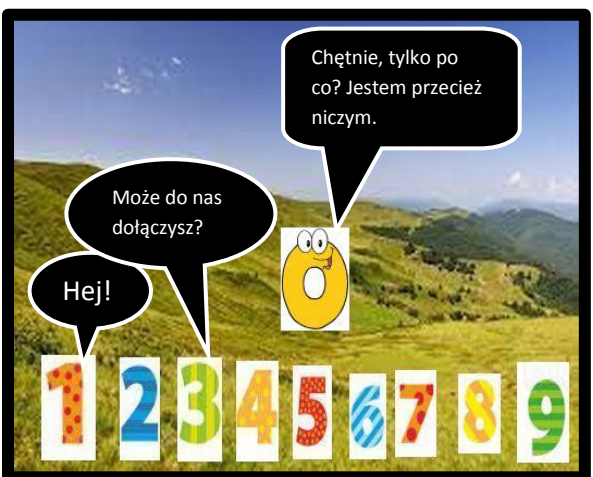 Hej!
Może do nas
dołączysz?
Chętnie, tylko po
co? Jestem przecież
niczym.
0
1 2 3 4 5 6 7 8 9